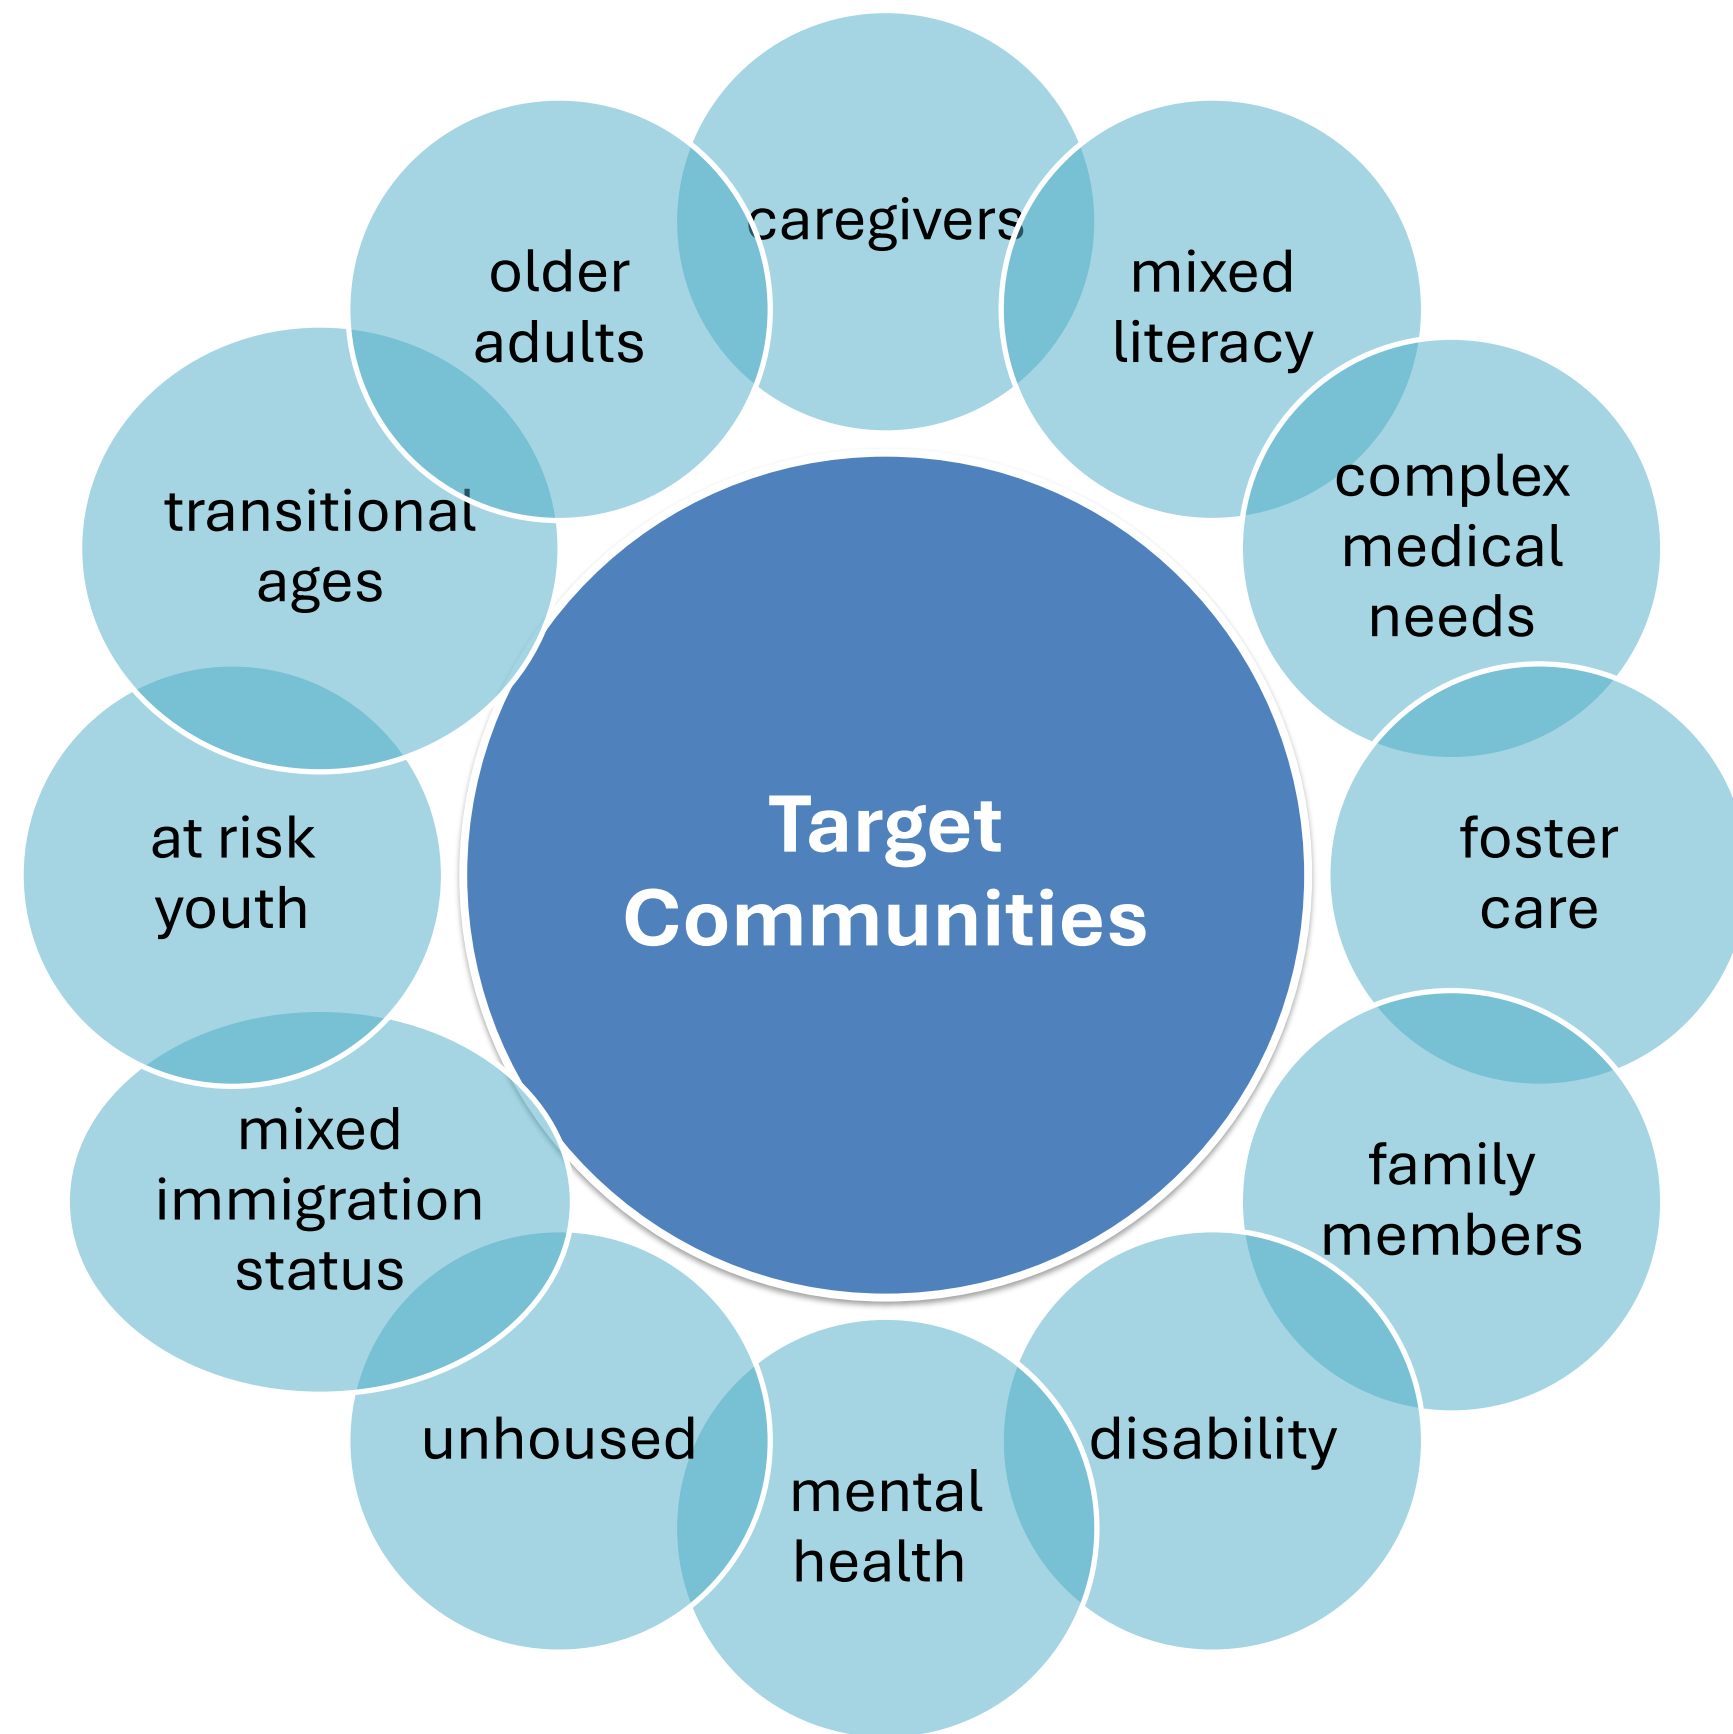 caregivers
mixed
literacy
complex
medical
needs
foster
care
family
members
disability
mental
health
unhoused
mixed
immigration
status
at risk
youth
transitional
ages
older
adults
Target
Communities